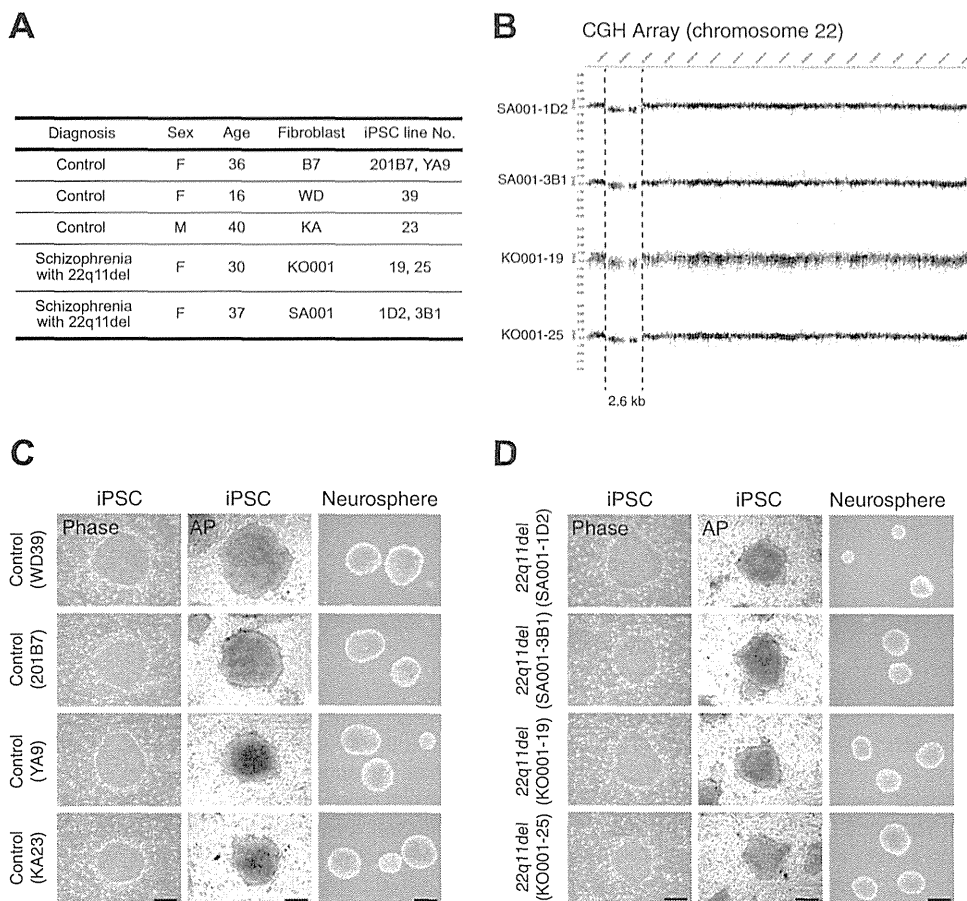 A
Diagnosis Sex Age Fibroblast iPSC line No.
Control F 36 B7 201B7, YA9
Control F 16 WD 39
Control M 40 KA 23
Schizophrenia
with 22q11del F 30 KO001 19, 25
Schizophrenia
with 22q11del F 37 SA001 1D2, 3B1
B
CGH Array (chromosome 22)
SA001-1D2
SA001-3B1
KO001-19
KO001-25
2.6 kb
C
iPSC iPSC Neurosphere
Phase AP
Control
(WD39)
Control
(201B7)
Control
(YA9)
Control
(KA23)
D
iPSC iPSC Neurosphere
Phase AP
22q11del
(SA001-1D2)
22q11del
(SA001-3B1)
22q11del
(KO001-19)
22q11del
(KO001-25)